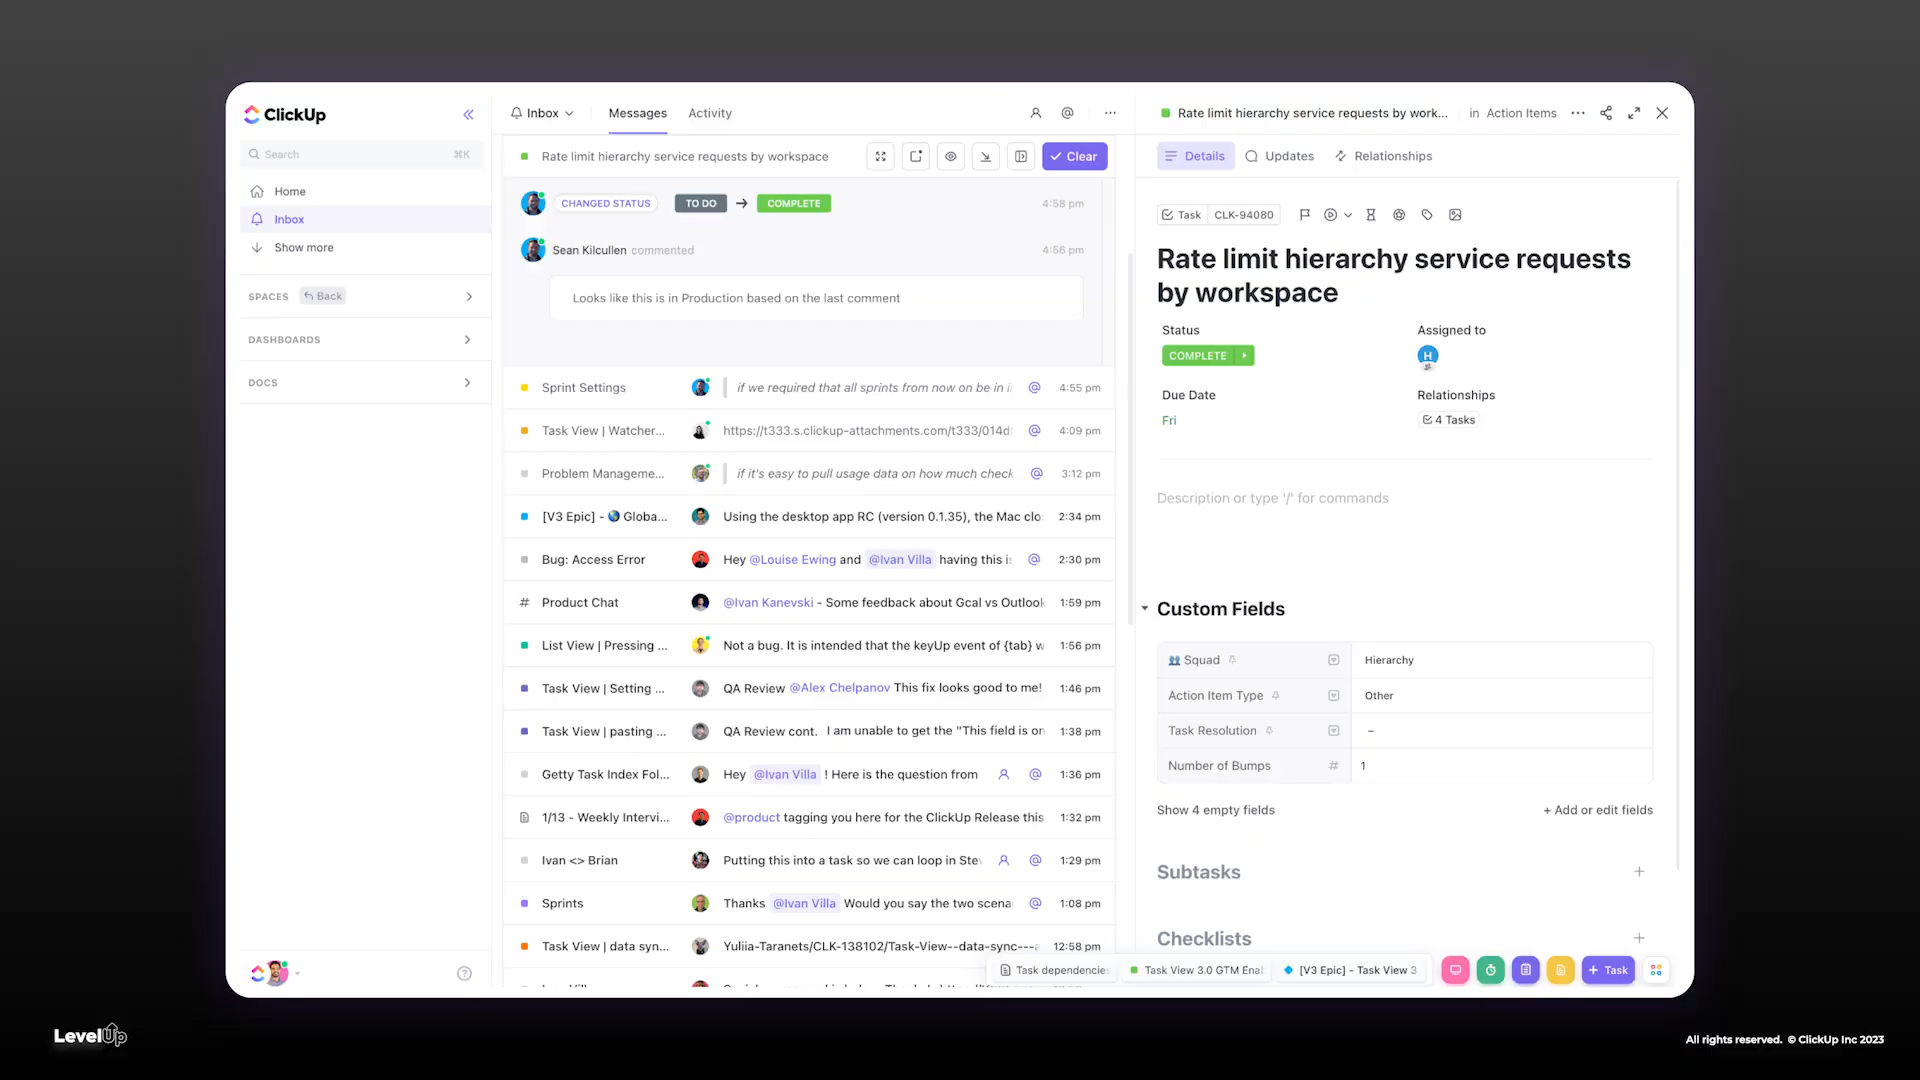 ClickUp
Search ⌘K
Home
Inbox
Show more
SPACES Back
DASHBOARDS
DOCS
Inbox Messages Activity
Rate limit hierarchy service requests by workspace Clear
CHANGED STATUS TO DO → COMPLETE 4:58 pm
Sean Kilcullen commented 4:56 pm
Looks like this is in Production based on the last comment
Sprint Settings if we required that all sprints from now on be in @ 4:55 pm
Task View | Watcher... https://t333.s.clickup-attachments.com/t333/014d @ 4:09 pm
Problem Manageme... if it's easy to pull usage data on how much check @ 3:12 pm
[V3 Epic] - 🌎 Globa... Using the desktop app RC (version 0.1.35), the Mac clo 2:34 pm
Bug: Access Error Hey @Louise Ewing and @Ivan Villa having this @ 2:30 pm
# Product Chat @Ivan Kanevski - Some feedback about Gcal vs Outlook 1:59 pm
List View | Pressing ... Not a bug. It is intended that the keyUp event of {tab} w 1:56 pm
Task View | Setting ... QA Review @Alex Chelpanov This fix looks good to me! 1:46 pm
Task View | pasting ... QA Review cont. I am unable to get the "This field is or 1:38 pm
Getty Task Index Fol... Hey @Ivan Villa ! Here is the question from @ 1:36 pm
1/13 - Weekly Intervi... @product tagging you here for the ClickUp Release this 1:32 pm
Ivan <> Brian Putting this into a task so we can loop in Ste @ 1:29 pm
Sprints Thanks @Ivan Villa Would you say the two scena @ 1:08 pm
Task View | data syn... Yuliia-Taranets/CLK-138102/Task-View--data-sync--- 12:58 pm
Rate limit hierarchy service requests by work... in Action Items
Details Updates Relationships
Task CLK-94080
Rate limit hierarchy service requests
by workspace
Status Assigned to
COMPLETE H
Due Date Relationships
Fri 4 Tasks
Description or type '/' for commands
Custom Fields
Squad Hierarchy
Action Item Type Other
Task Resolution –
Number of Bumps # 1
Show 4 empty fields + Add or edit fields
Subtasks +
Checklists +
Task dependencies Task View 3.0 GTM Ena [V3 Epic] - Task View 3 + Task
LevelUp
All rights reserved. © ClickUp Inc 2023